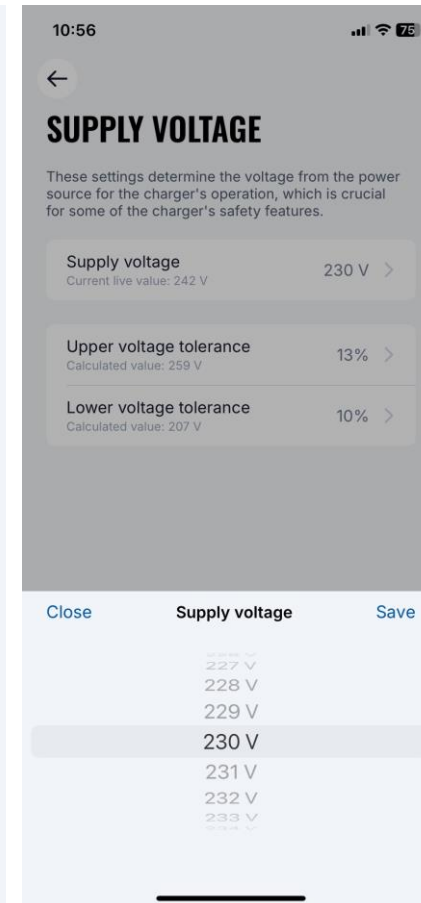 10:56
75
SUPPLY VOLTAGE
These settings determine the voltage from the power
source for the charger's operation, which is crucial
for some of the charger's safety features.
Supply voltage
230 V
Current live value: 242 V
Upper voltage tolerance
13%
Calculated value: 259 V
Lower voltage tolerance
10%
Calculated value: 207 V
Close Supply voltage Save
227 V
228 V
229 V
230 V
231 V
232 V
233 V